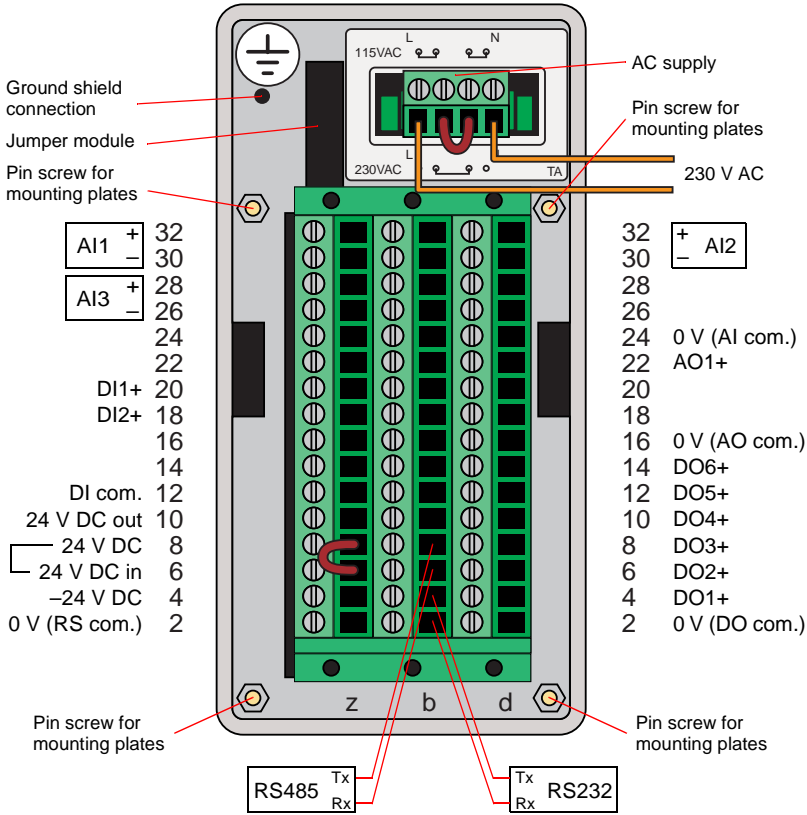 L N
115VAC
AC supply
Ground shield
connection
Jumper module
Pin screw for
mounting plates
Pin screw for
mounting plates
L
230VAC TA
230 V AC
AI1 + 32
– 30
AI3 + 28
– 26
24
22
DI1+ 20
DI2+ 18
16
14
DI com. 12
24 V DC out 10
24 V DC 8
24 V DC in 6
–24 V DC 4
0 V (RS com.) 2
32 + AI2
30 –
28
26
24 0 V (AI com.)
22 AO1+
20
18
16 0 V (AO com.)
14 DO6+
12 DO5+
10 DO4+
8 DO3+
6 DO2+
4 DO1+
2 0 V (DO com.)
z b d
Pin screw for
mounting plates
Pin screw for
mounting plates
RS485 Tx
Rx
Tx RS232
Rx